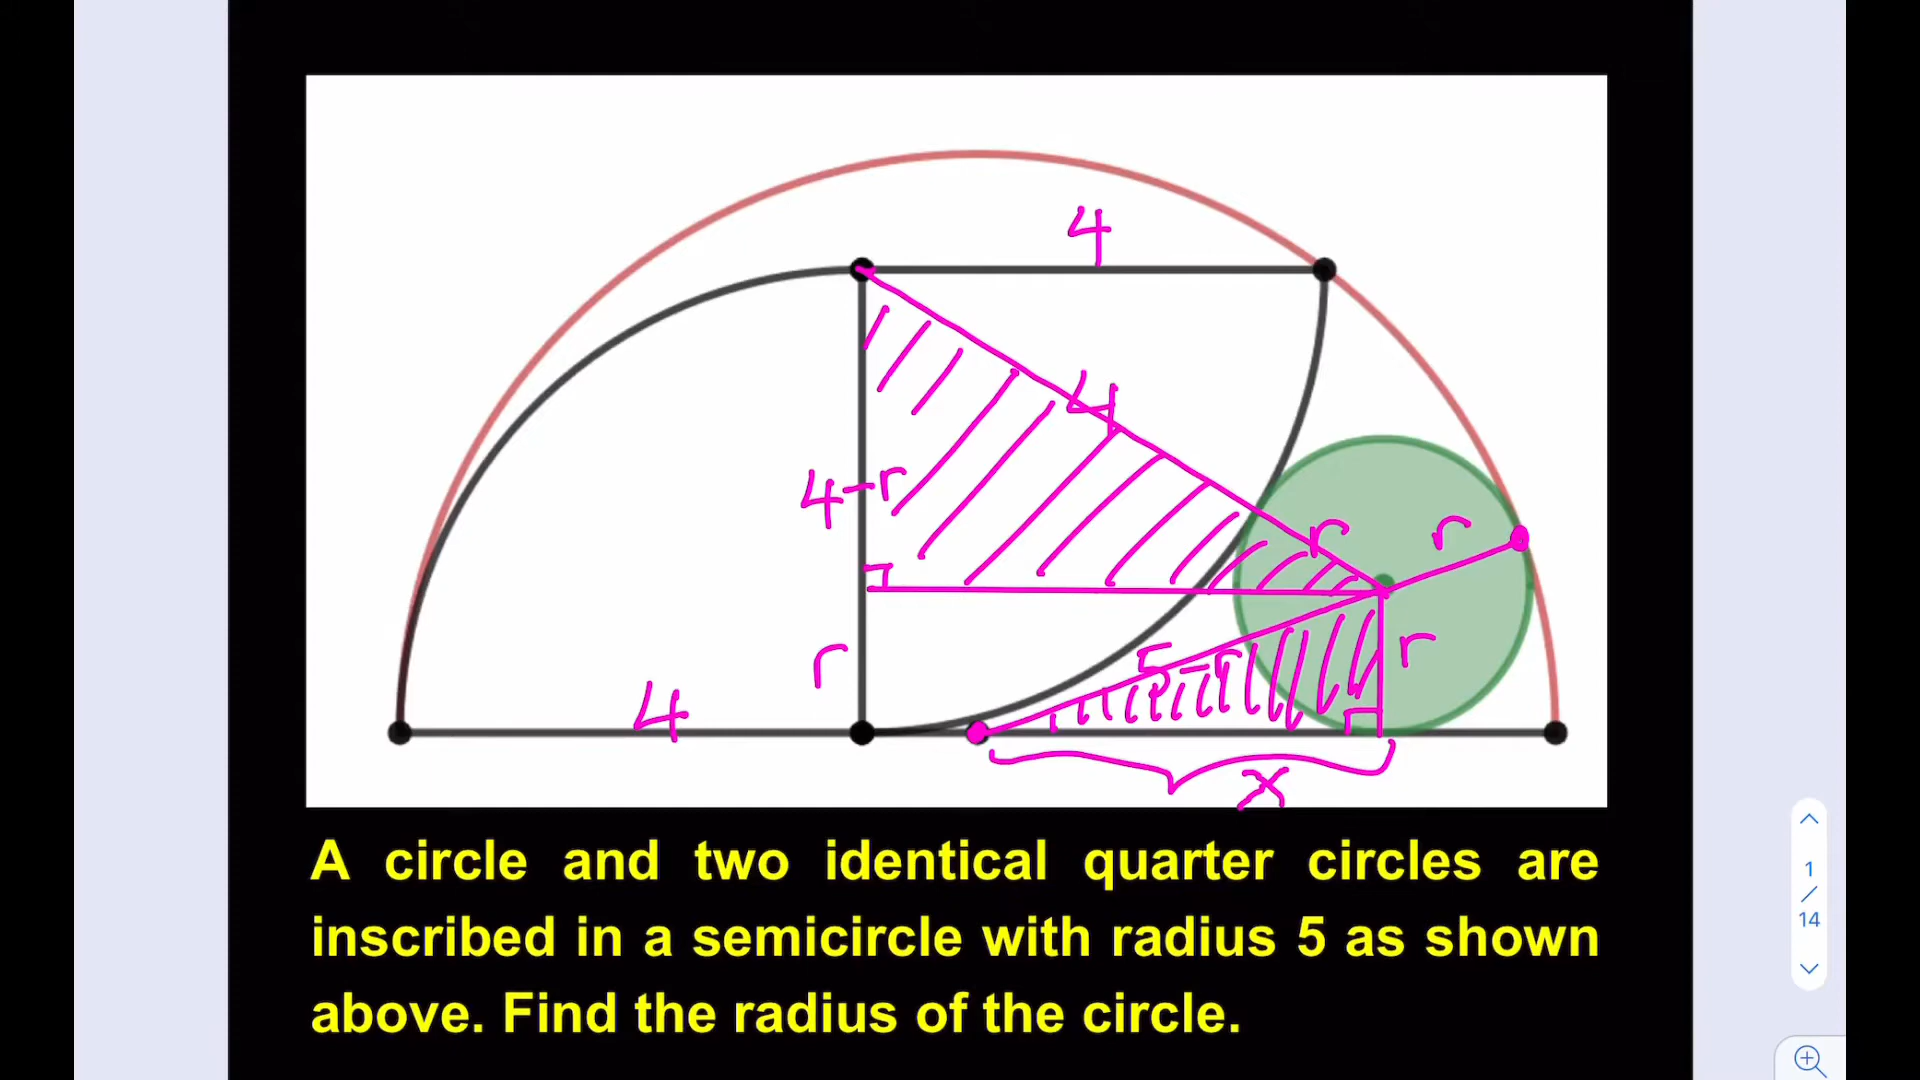 4
4
4-r
r
r
r
r
5-r
4
x
A circle and two identical quarter circles are
inscribed in a semicircle with radius 5 as shown
above. Find the radius of the circle.
1
/
14